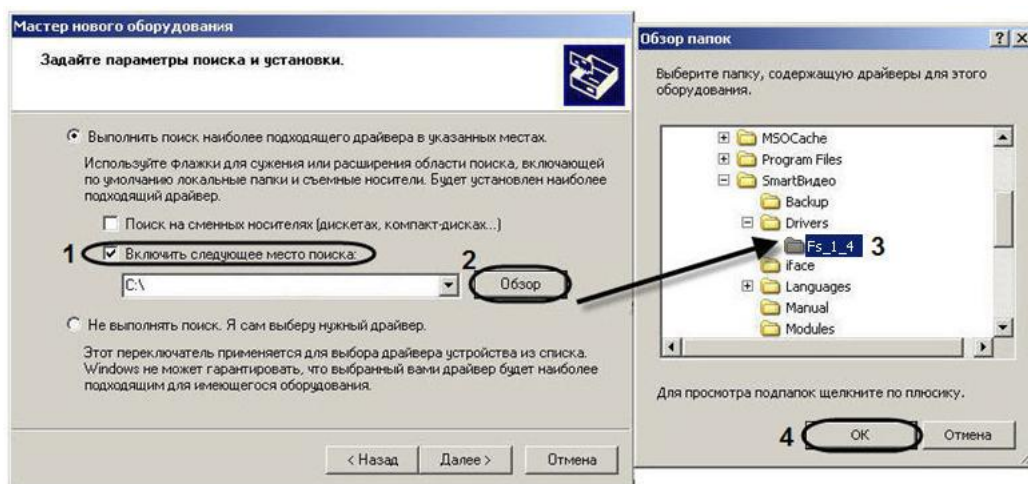 Мастер нового оборудования
Задайте параметры поиска и установки.
Выполнить поиск наиболее подходящего драйвера в указанных местах.
Используйте флажки для сужения или расширения области поиска, включающей
по умолчанию локальные папки и съемные носители. Будет установлен наиболее
подходящий драйвер.
Поиск на сменных носителях (дискетах, компакт-дисках...)
1 Включить следующее место поиска:
C:\
2
Обзор
Не выполнять поиск. Я сам выберу нужный драйвер.
Этот переключатель применяется для выбора драйвера устройства из списка.
Windows не может гарантировать, что выбранный вами драйвер будет наиболее
подходящим для имеющегося оборудования.
< Назад Далее > Отмена
Обзор папок
Выберите папку, содержащую драйверы для этого
оборудования.
MSOCache
Program Files
SmartВидео
Backup
Drivers
Fs_1_4 3
iface
Languages
Manual
Modules
Для просмотра подпапок щелкните по плюсику.
4 OK Отмена